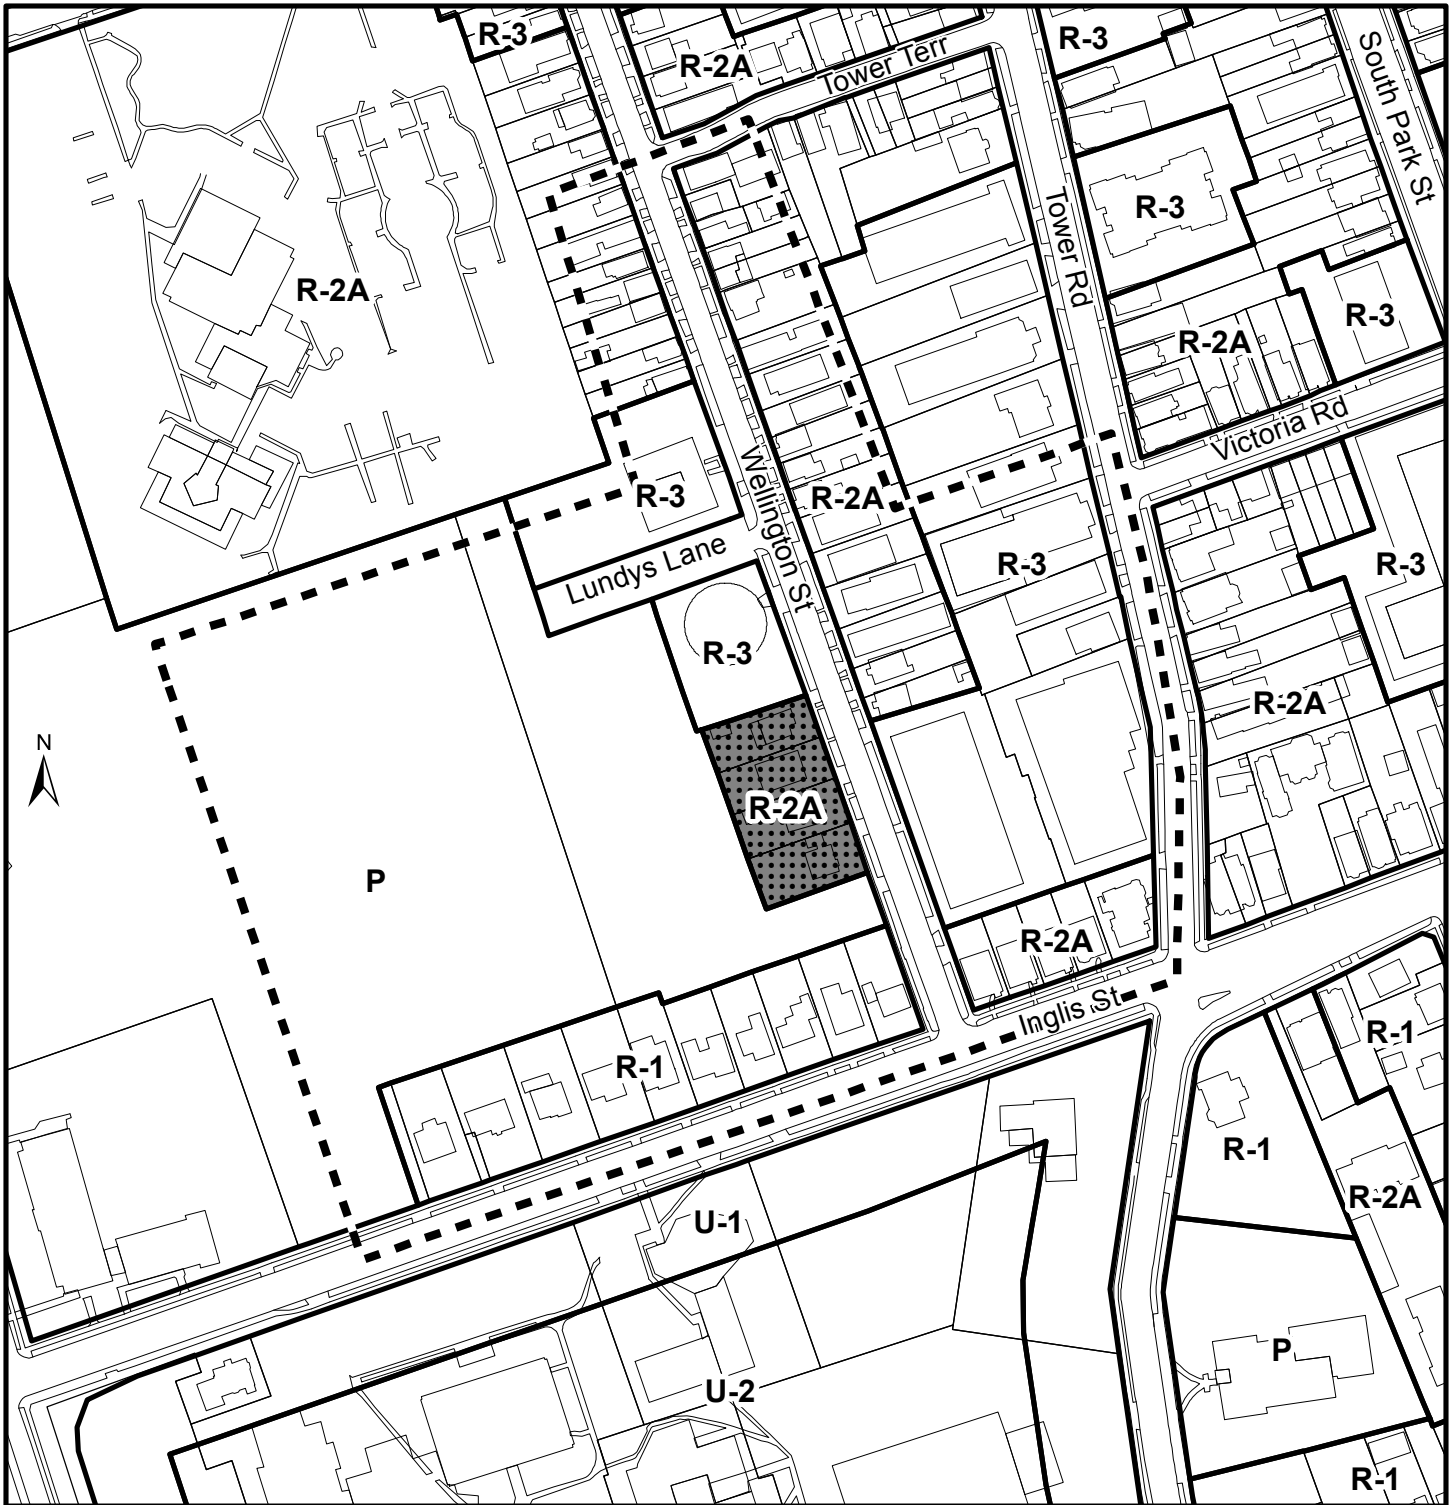 R-3
R-2A
Tower Terr
R-3
South Park St
R-3
Tower Rd
R-2A
R-3
R-2A
Victoria Rd
R-3
R-2A
Wellington St
Lundys Lane
R-3
R-3
R-3
R-2A
N
R-2A
P
R-2A
Inglis St
R-1
R-1
R-1
R-2A
U-1
P
U-2
R-1